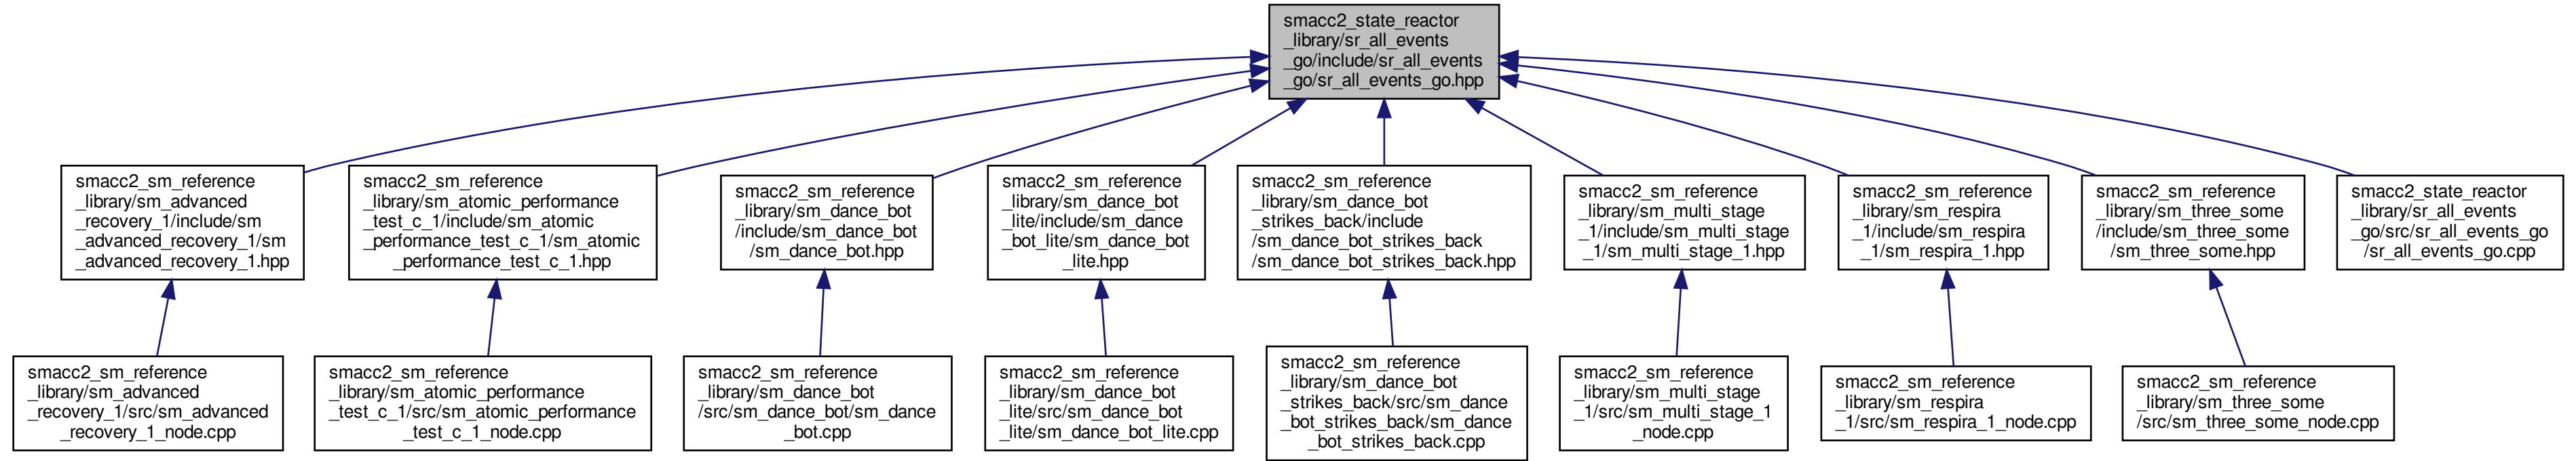 smacc2_state_reactor
_library/sr_all_events
_go/include/sr_all_events
_go/sr_all_events_go.hpp
smacc2_sm_reference
_library/sm_advanced
_recovery_1/include/sm
_advanced_recovery_1/sm
_advanced_recovery_1.hpp
smacc2_sm_reference
_library/sm_atomic_performance
_test_c_1/include/sm_atomic
_performance_test_c_1/sm_atomic
_performance_test_c_1.hpp
smacc2_sm_reference
_library/sm_dance_bot
/include/sm_dance_bot
/sm_dance_bot.hpp
smacc2_sm_reference
_library/sm_dance_bot
_lite/include/sm_dance
_bot_lite/sm_dance_bot
_lite.hpp
smacc2_sm_reference
_library/sm_dance_bot
_strikes_back/include
/sm_dance_bot_strikes_back
/sm_dance_bot_strikes_back.hpp
smacc2_sm_reference
_library/sm_multi_stage
_1/include/sm_multi_stage
_1/sm_multi_stage_1.hpp
smacc2_sm_reference
_library/sm_respira
_1/include/sm_respira
_1/sm_respira_1.hpp
smacc2_sm_reference
_library/sm_three_some
/include/sm_three_some
/sm_three_some.hpp
smacc2_state_reactor
_library/sr_all_events
_go/src/sr_all_events_go
/sr_all_events_go.cpp
smacc2_sm_reference
_library/sm_advanced
_recovery_1/src/sm_advanced
_recovery_1_node.cpp
smacc2_sm_reference
_library/sm_atomic_performance
_test_c_1/src/sm_atomic_performance
_test_c_1_node.cpp
smacc2_sm_reference
_library/sm_dance_bot
/src/sm_dance_bot/sm_dance
_bot.cpp
smacc2_sm_reference
_library/sm_dance_bot
_lite/src/sm_dance_bot
_lite/sm_dance_bot_lite.cpp
smacc2_sm_reference
_library/sm_dance_bot
_strikes_back/src/sm_dance
_bot_strikes_back/sm_dance
_bot_strikes_back.cpp
smacc2_sm_reference
_library/sm_multi_stage
_1/src/sm_multi_stage_1
_node.cpp
smacc2_sm_reference
_library/sm_respira
_1/src/sm_respira_1_node.cpp
smacc2_sm_reference
_library/sm_three_some
/src/sm_three_some_node.cpp